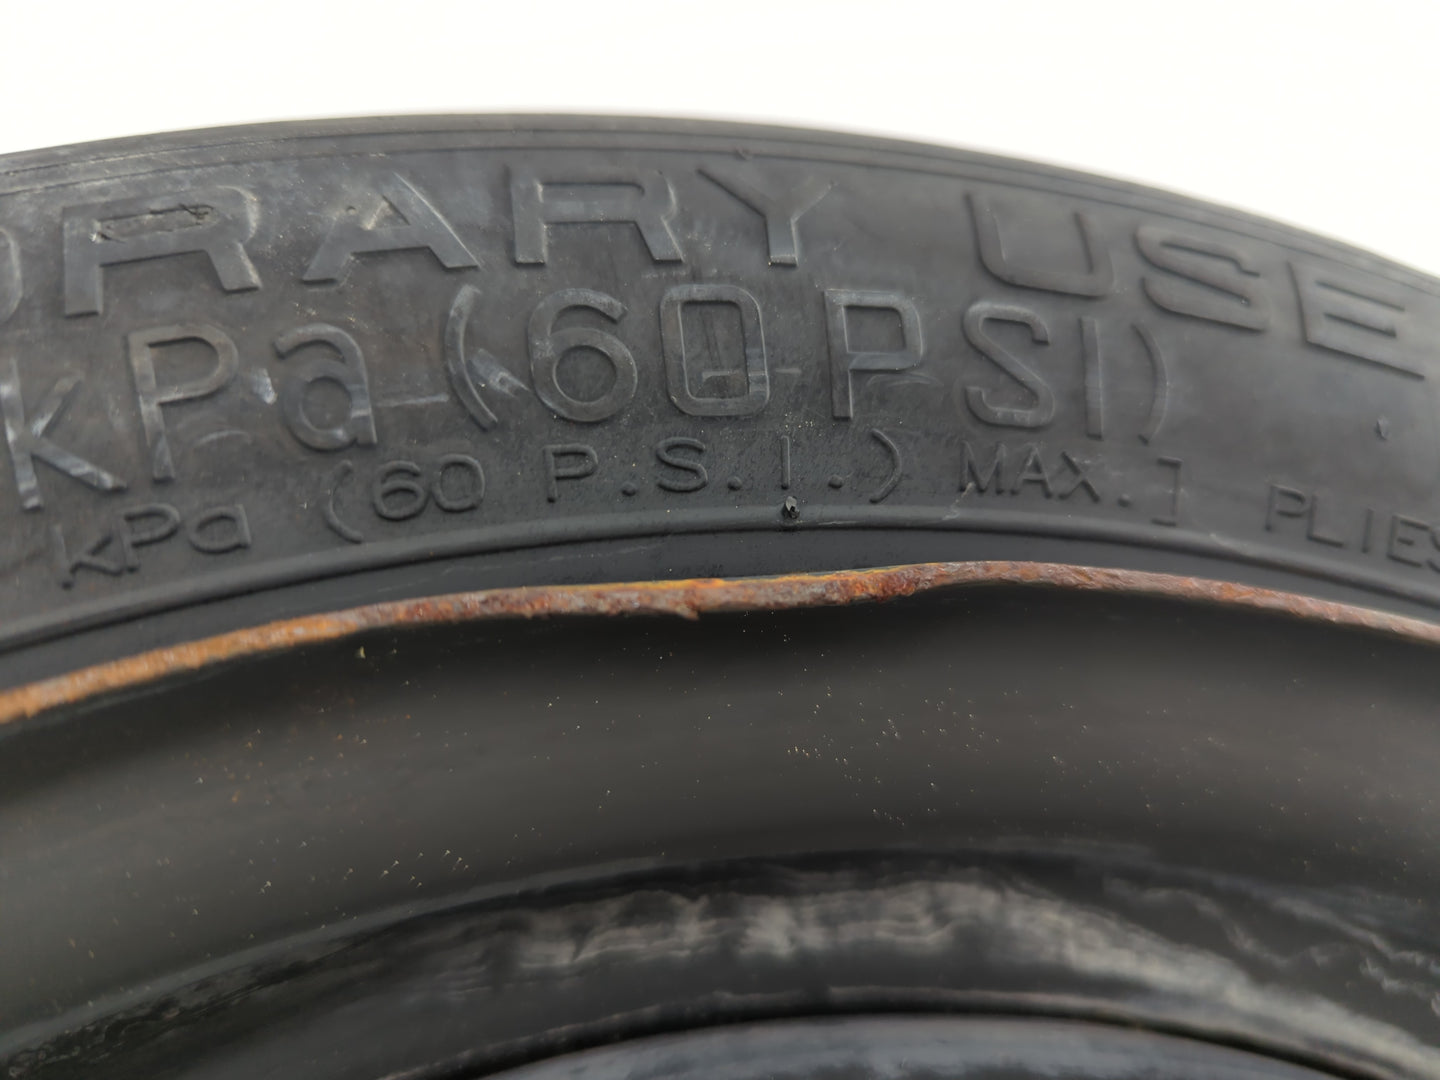 ORARY USE
kPa (60 PSI)
kPa (60 P.S.I.) MAX.] PLIES